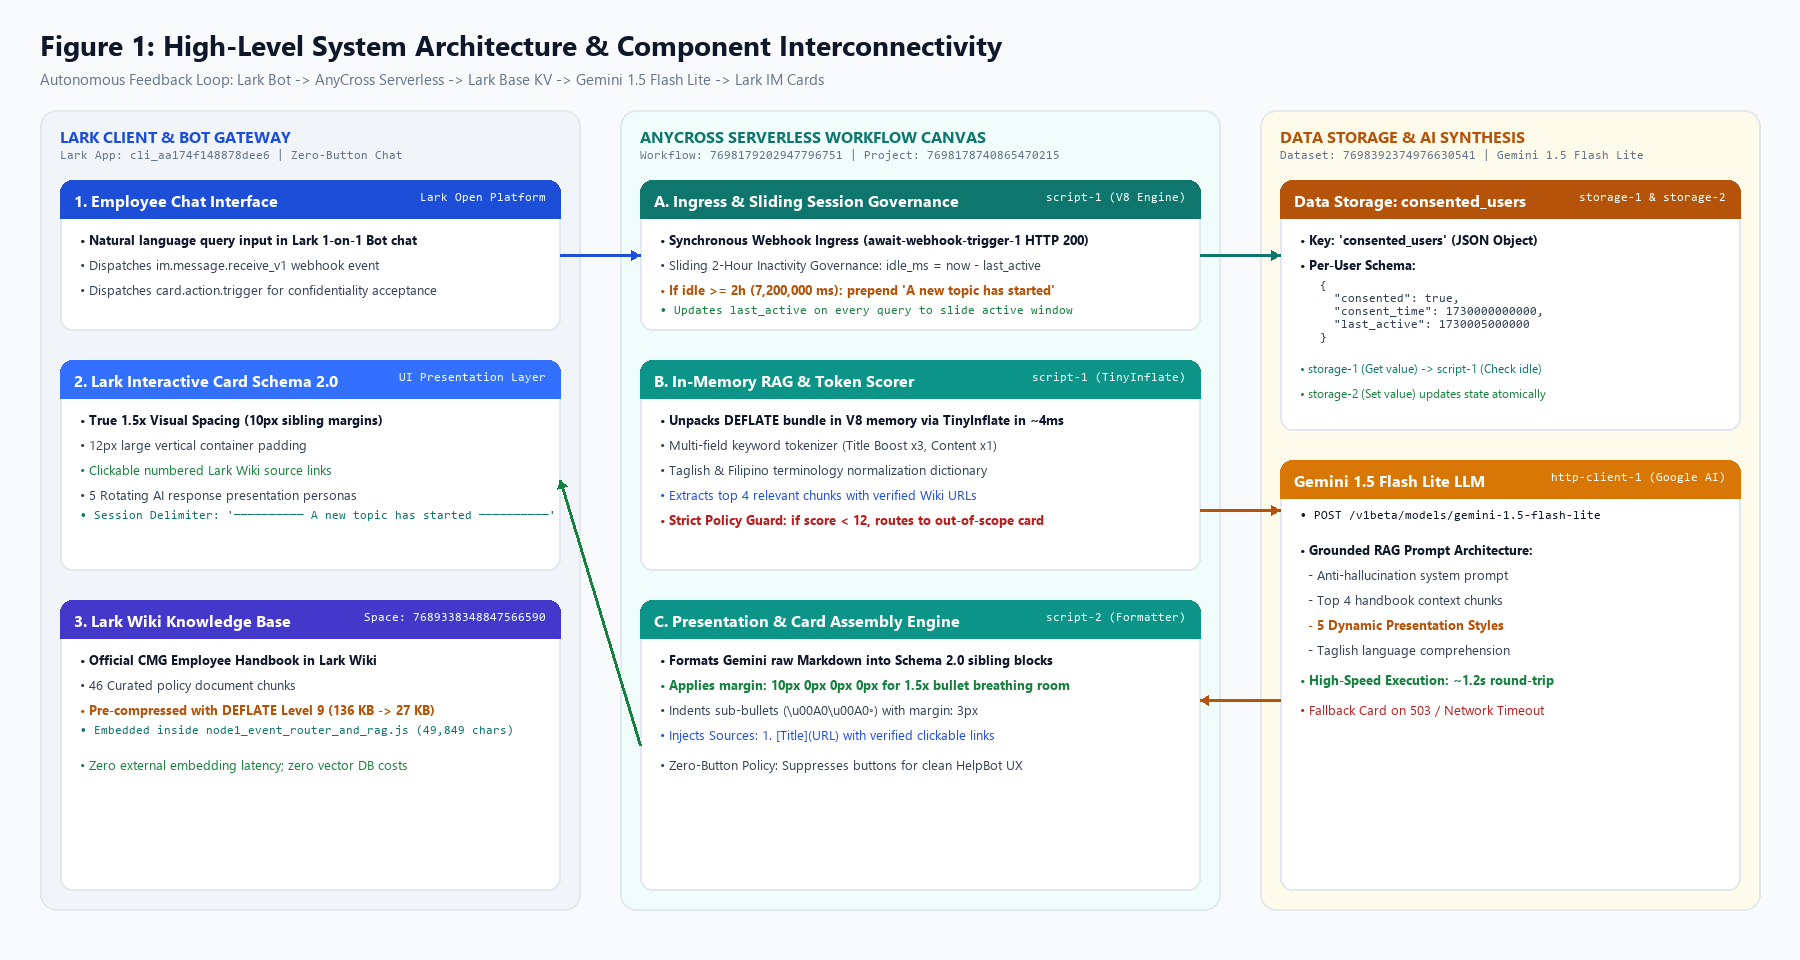 Figure 1: High-Level System Architecture & Component Interconnectivity
Autonomous Feedback Loop: Lark Bot -> AnyCross Serverless -> Lark Base KV -> Gemini 1.5 Flash Lite -> Lark IM Cards
LARK CLIENT & BOT GATEWAY
Lark App: cli_aa174f148878dee6 | Zero-Button Chat
1. Employee Chat Interface
Lark Open Platform
• Natural language query input in Lark 1-on-1 Bot chat
• Dispatches im.message.receive_v1 webhook event
• Dispatches card.action.trigger for confidentiality acceptance
2. Lark Interactive Card Schema 2.0
UI Presentation Layer
• True 1.5x Visual Spacing (10px sibling margins)
• 12px large vertical container padding
• Clickable numbered Lark Wiki source links
• 5 Rotating AI response presentation personas
• Session Delimiter: '────────── A new topic has started ──────────'
3. Lark Wiki Knowledge Base
Space: 7689338348847566590
• Official CMG Employee Handbook in Lark Wiki
• 46 Curated policy document chunks
• Pre-compressed with DEFLATE Level 9 (136 KB -> 27 KB)
• Embedded inside node1_event_router_and_rag.js (49,849 chars)
• Zero external embedding latency; zero vector DB costs
ANYCROSS SERVERLESS WORKFLOW CANVAS
Workflow: 7698179202947796751 | Project: 7698178740865470215
A. Ingress & Sliding Session Governance
script-1 (V8 Engine)
• Synchronous Webhook Ingress (await-webhook-trigger-1 HTTP 200)
• Sliding 2-Hour Inactivity Governance: idle_ms = now - last_active
• If idle >= 2h (7,200,000 ms): prepend 'A new topic has started'
• Updates last_active on every query to slide active window
B. In-Memory RAG & Token Scorer
script-1 (TinyInflate)
• Unpacks DEFLATE bundle in V8 memory via TinyInflate in ~4ms
• Multi-field keyword tokenizer (Title Boost x3, Content x1)
• Taglish & Filipino terminology normalization dictionary
• Extracts top 4 relevant chunks with verified Wiki URLs
• Strict Policy Guard: if score < 12, routes to out-of-scope card
C. Presentation & Card Assembly Engine
script-2 (Formatter)
• Formats Gemini raw Markdown into Schema 2.0 sibling blocks
• Applies margin: 10px 0px 0px 0px for 1.5x bullet breathing room
• Indents sub-bullets (\u00A0\u00A0◦) with margin: 3px
• Injects Sources: 1. [Title](URL) with verified clickable links
• Zero-Button Policy: Suppresses buttons for clean HelpBot UX
DATA STORAGE & AI SYNTHESIS
Dataset: 7698392374976630541 | Gemini 1.5 Flash Lite
Data Storage: consented_users
storage-1 & storage-2
• Key: 'consented_users' (JSON Object)
• Per-User Schema:
{
"consented": true,
"consent_time": 1730000000000,
"last_active": 1730005000000
}
• storage-1 (Get value) -> script-1 (Check idle)
• storage-2 (Set value) updates state atomically
Gemini 1.5 Flash Lite LLM
http-client-1 (Google AI)
• POST /v1beta/models/gemini-1.5-flash-lite
• Grounded RAG Prompt Architecture:
- Anti-hallucination system prompt
- Top 4 handbook context chunks
- 5 Dynamic Presentation Styles
- Taglish language comprehension
• High-Speed Execution: ~1.2s round-trip
• Fallback Card on 503 / Network Timeout